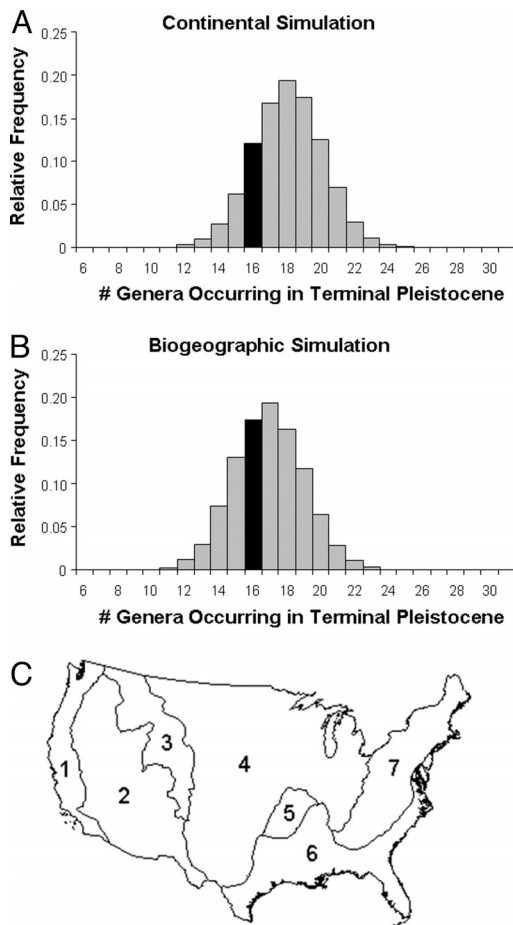 A
Continental Simulation
Relative Frequency
0.25
0.20
0.15
0.10
0.05
0
6 8 10 12 14 16 18 20 22 24 26 28 30
# Genera Occurring in Terminal Pleistocene
B
Biogeographic Simulation
Relative Frequency
0.25
0.20
0.15
0.10
0.05
0
6 8 10 12 14 16 18 20 22 24 26 28 30
# Genera Occurring in Terminal Pleistocene
C
1
2
3
4
5
6
7